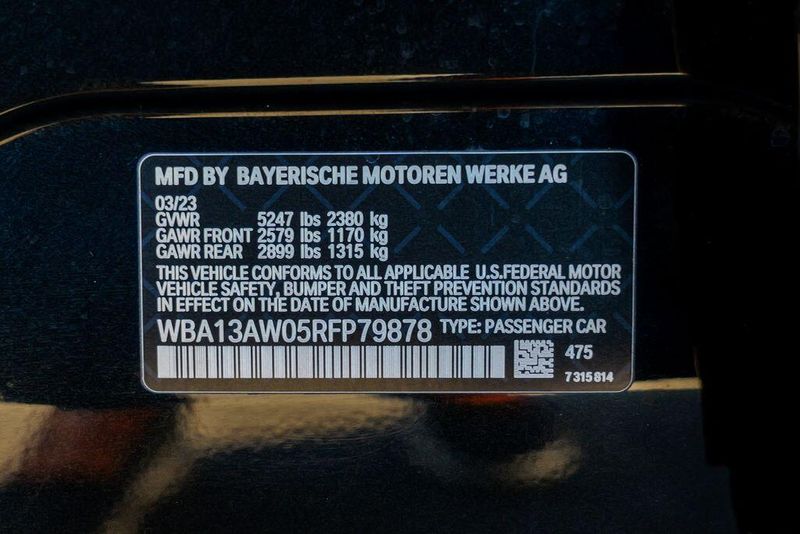 MFD BY BAYERISCHE MOTOREN WERKE AG
03/23
GVWR 5247 lbs 2380 kg
GAWR FRONT 2579 lbs 1170 kg
GAWR REAR 2899 lbs 1315 kg
THIS VEHICLE CONFORMS TO ALL APPLICABLE U.S.FEDERAL MOTOR
VEHICLE SAFETY, BUMPER AND THEFT PREVENTION STANDARDS
IN EFFECT ON THE DATE OF MANUFACTURE SHOWN ABOVE.
WBA13AW05RFP79878 TYPE: PASSENGER CAR
475
7 315 814